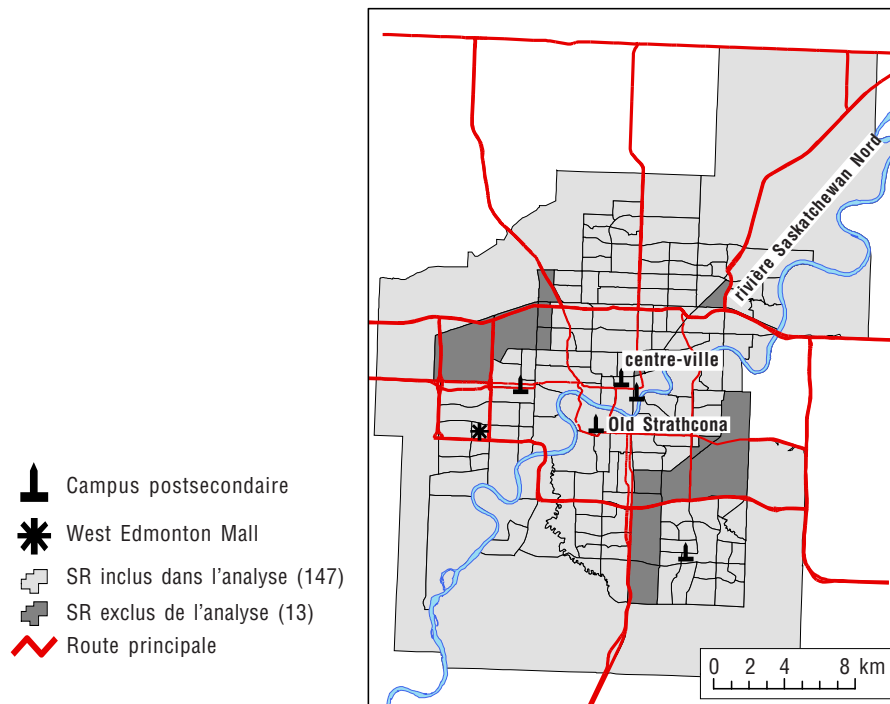 rivière Saskatchewan Nord
centre-ville
Old Strathcona
Campus postsecondaire
West Edmonton Mall
SR inclus dans l'analyse (147)
SR exclus de l'analyse (13)
Route principale
0 2 4 8 km